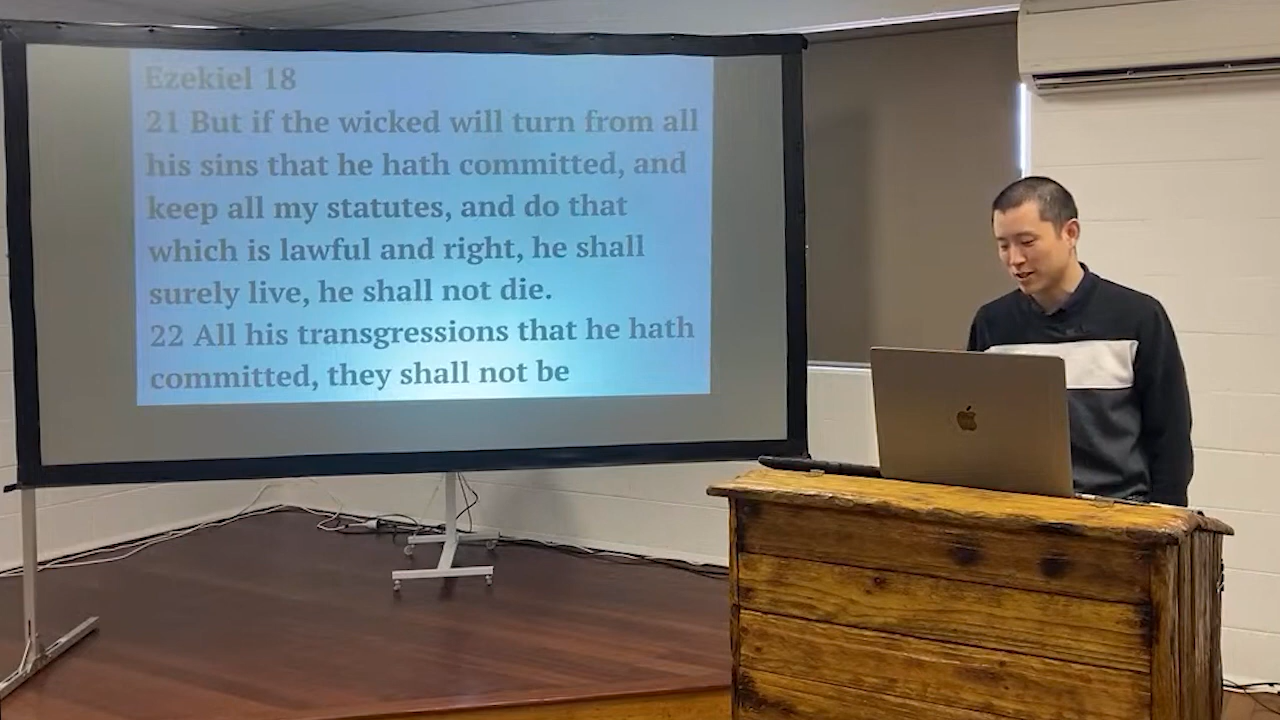 Ezekiel 18
21 But if the wicked will turn from all
his sins that he hath committed, and
keep all my statutes, and do that
which is lawful and right, he shall
surely live, he shall not die.
22 All his transgressions that he hath
committed, they shall not be